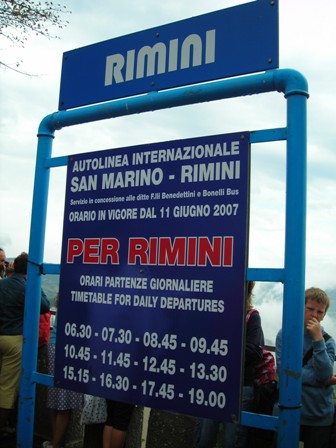 RIMINI
AUTOLINEA INTERNAZIONALE
SAN MARINO - RIMINI
Servizio in concessione alle ditte F.lli Benedettini e Bonelli Bus
ORARIO IN VIGORE DAL 11 GIUGNO 2007
PER RIMINI
ORARI PARTENZE GIORNALIERE
TIMETABLE FOR DAILY DEPARTURES
06.30 - 07.30 - 08.45 - 09.45
10.45 - 11.45 - 12.45 - 13.30
15.15 - 16.30 - 17.45 - 19.00